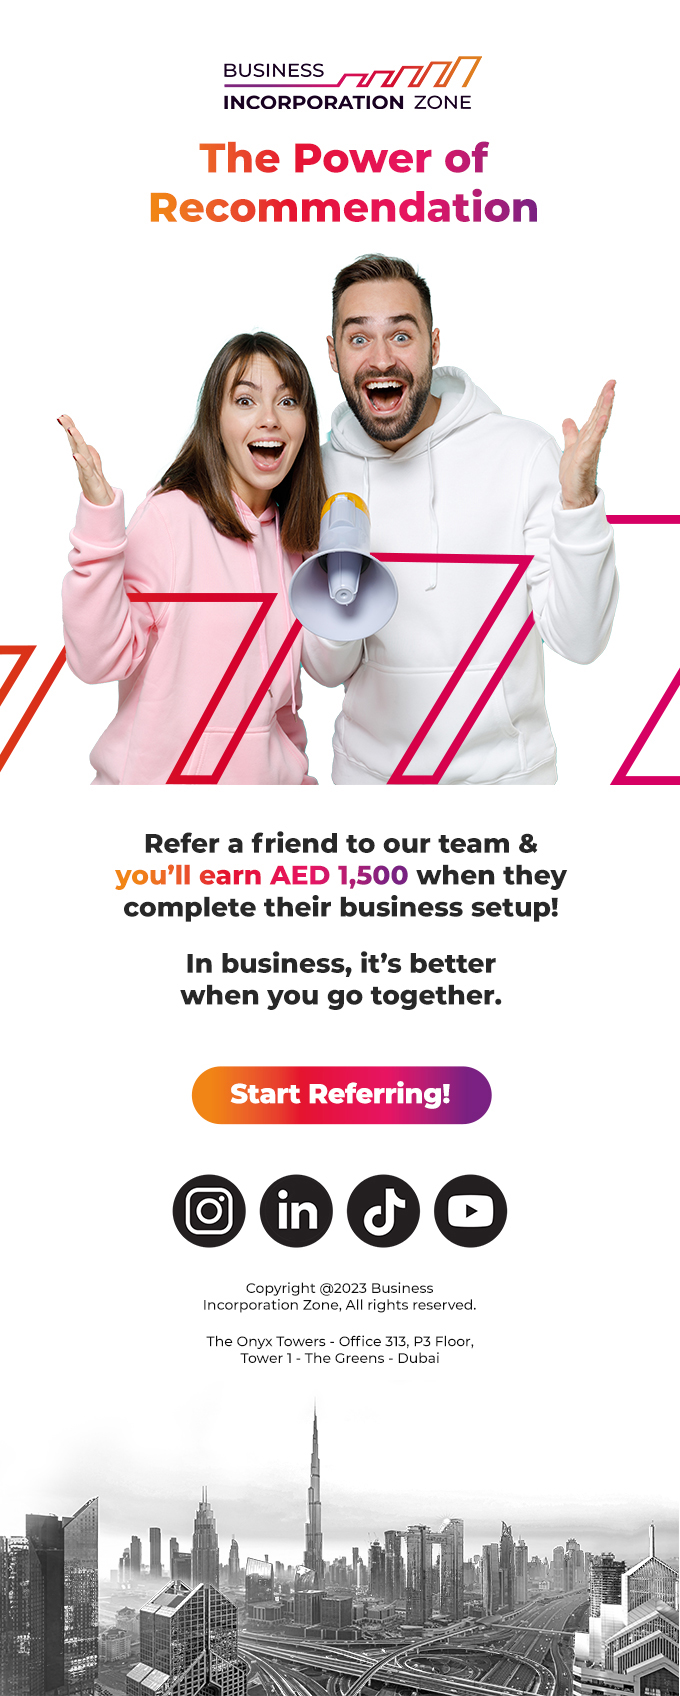 BUSINESS
INCORPORATION ZONE
The Power of
Recommendation
Refer a friend to our team &
you’ll earn AED 1,500 when they
complete their business setup!
In business, it’s better
when you go together.
Start Referring!
in
Copyright @2023 Business
Incorporation Zone, All rights reserved.
The Onyx Towers - Office 313, P3 Floor,
Tower 1 - The Greens - Dubai